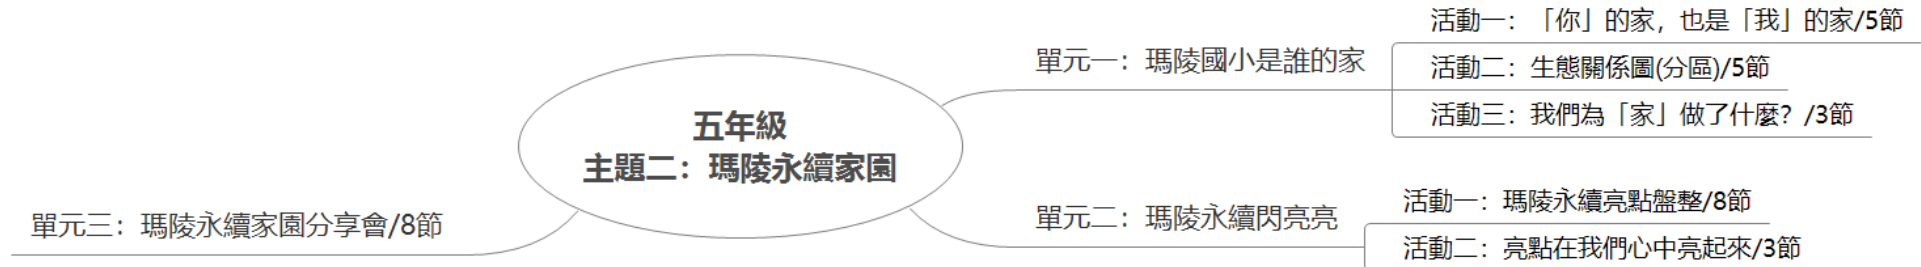 五年級
主題二：瑪陵永續家園
單元一：瑪陵國小是誰的家
活動一：「你」的家，也是「我」的家/5節
活動二：生態關係圖(分區)/5節
活動三：我們為「家」做了什麼？/3節
單元二：瑪陵永續閃亮亮
活動一：瑪陵永續亮點盤整/8節
活動二：亮點在我們心中亮起來/3節
單元三：瑪陵永續家園分享會/8節